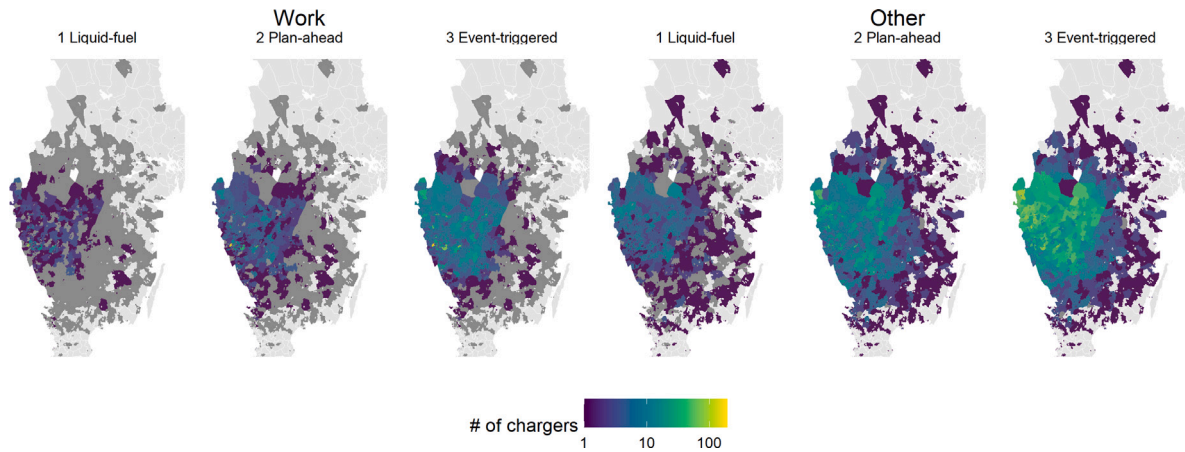 Work
Other
1 Liquid-fuel
2 Plan-ahead
3 Event-triggered
1 Liquid-fuel
2 Plan-ahead
3 Event-triggered
# of chargers
1
10
100